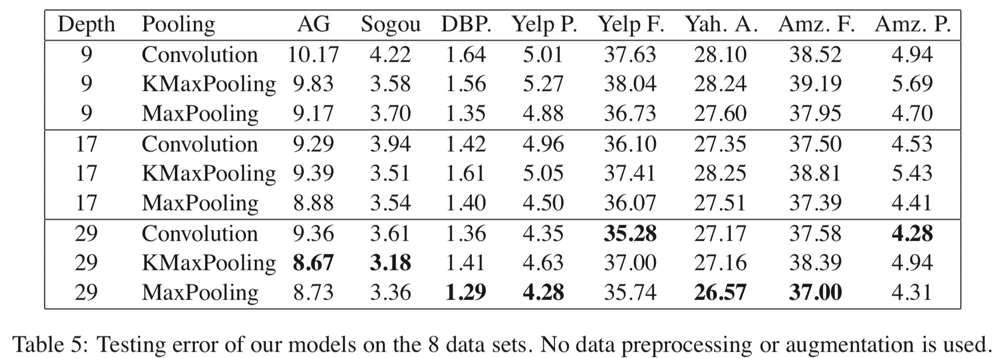 Depth Pooling AG Sogou DBP. Yelp P. Yelp F. Yah. A. Amz. F. Amz. P.
9 Convolution 10.17 4.22 1.64 5.01 37.63 28.10 38.52 4.94
9 KMaxPooling 9.83 3.58 1.56 5.27 38.04 28.24 39.19 5.69
9 MaxPooling 9.17 3.70 1.35 4.88 36.73 27.60 37.95 4.70
17 Convolution 9.29 3.94 1.42 4.96 36.10 27.35 37.50 4.53
17 KMaxPooling 9.39 3.51 1.61 5.05 37.41 28.25 38.81 5.43
17 MaxPooling 8.88 3.54 1.40 4.50 36.07 27.51 37.39 4.41
29 Convolution 9.36 3.61 1.36 4.35 35.28 27.17 37.58 4.28
29 KMaxPooling 8.67 3.18 1.41 4.63 37.00 27.16 38.39 4.94
29 MaxPooling 8.73 3.36 1.29 4.28 35.74 26.57 37.00 4.31
Table 5: Testing error of our models on the 8 data sets. No data preprocessing or augmentation is used.